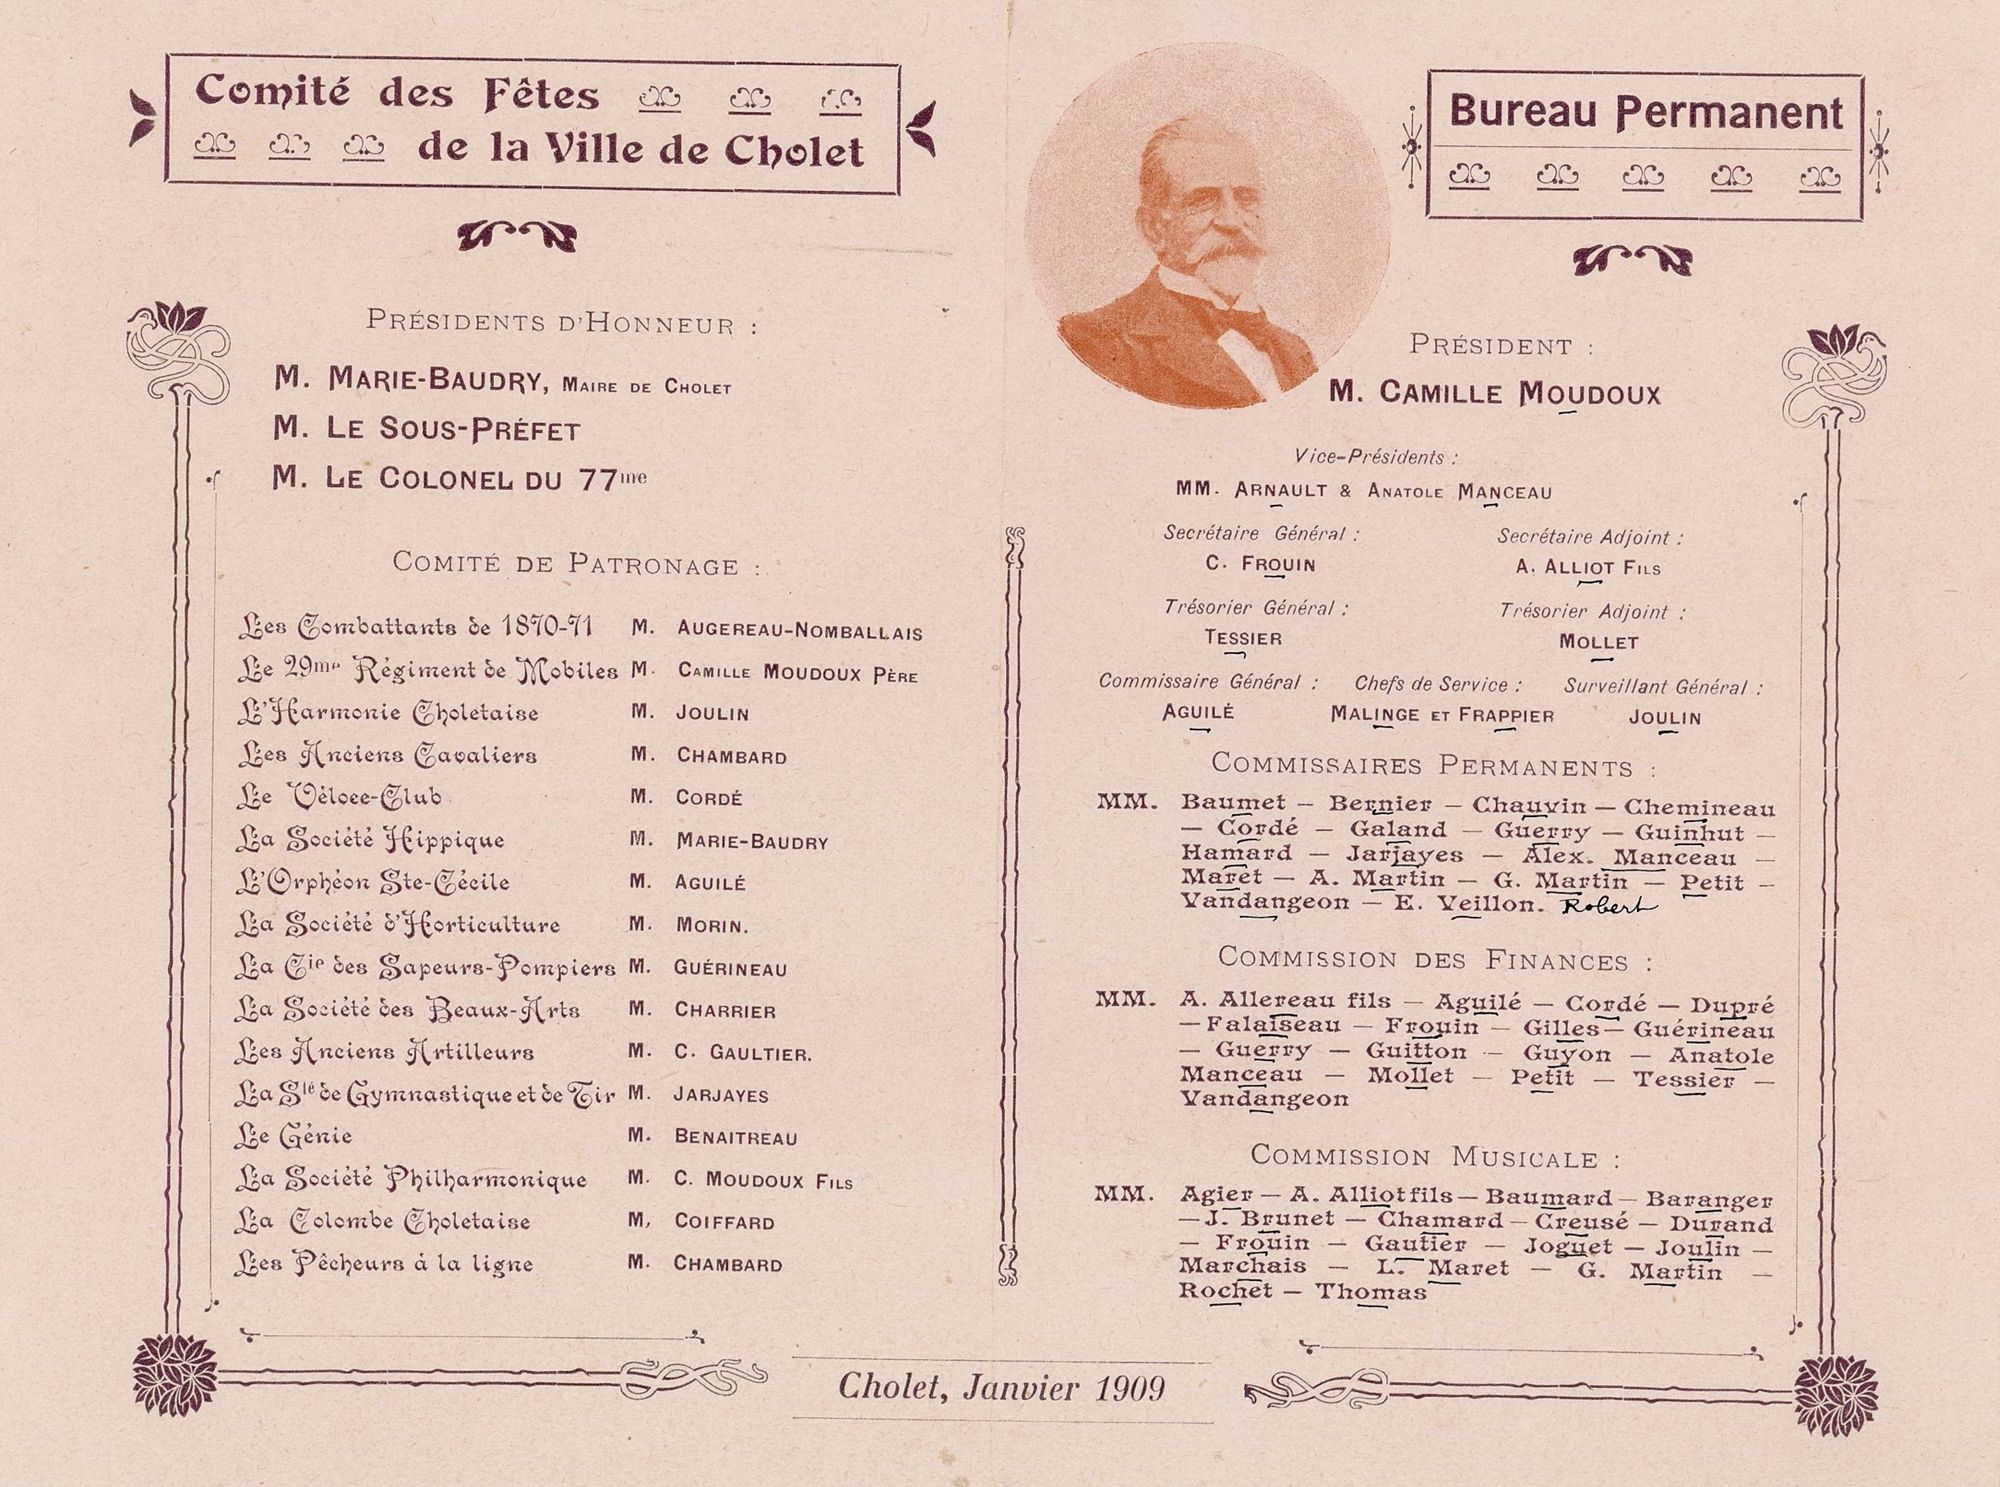 Comité des Fêtes
de la Ville de Cholet
PRÉSIDENTS D'HONNEUR :
M. MARIE-BAUDRY, MAIRE DE CHOLET
M. LE SOUS-PRÉFET
M. LE COLONEL DU 77me
COMITÉ DE PATRONAGE :
Les Combattants de 1870-71 M. AUGEREAU-NOMBALLAIS
Le 29me Régiment de Mobiles M. CAMILLE MOUDOUX PÈRE
L'Harmonie Choletaise M. JOULIN
Les Anciens Cavaliers M. CHAMBARD
Le Véloce-Club M. CORDÉ
La Société Hippique M. MARIE-BAUDRY
L'Orphéon Ste-Cécile M. AGUILÉ
La Société d'Horticulture M. MORIN.
La Cie des Sapeurs-Pompiers M. GUÉRINEAU
La Société des Beaux-Arts M. CHARRIER
Les Anciens Artilleurs M. C. GAULTIER.
La Sté de Gymnastique et de Tir M. JARJAYES
Le Génie M. BENAITREAU
La Société Philharmonique M. C. MOUDOUX FILS
La Colombe Choletaise M, COIFFARD
Les Pêcheurs à la ligne M. CHAMBARD
Bureau Permanent
PRÉSIDENT :
M. CAMILLE MOUDOUX
Vice-Présidents :
MM. ARNAULT & ANATOLE MANCEAU
Secrétaire Général : Secrétaire Adjoint :
C. FROUIN A. ALLIOT FILS
Trésorier Général : Trésorier Adjoint :
TESSIER MOLLET
Commissaire Général : Chefs de Service : Surveillant Général :
AGUILÉ MALINGE ET FRAPPIER JOULIN
COMMISSAIRES PERMANENTS :
MM. Baumet — Bernier — Chauvin — Chemineau
— Cordé — Galand — Guerry — Guinhut —
Hamard — Jarjayes — Alex. Manceau —
Maret — A. Martin — G. Martin — Petit —
Vandangeon — E. Veillon. Robert
COMMISSION DES FINANCES :
MM. A. Allereau fils — Aguilé — Cordé — Dupré
— Falaiseau — Frouin — Gilles — Guérineau
— Guerry — Guitton — Guyon — Anatole
Manceau — Mollet — Petit — Tessier —
Vandangeon
COMMISSION MUSICALE :
MM. Agier — A. Alliot fils — Baumard — Baranger
— J. Brunet — Chamard — Creusé — Durand
— Frouin — Gautier — Joguet — Joulin —
Marchais — L. Maret — G. Martin —
Rochet — Thomas
Cholet, Janvier 1909